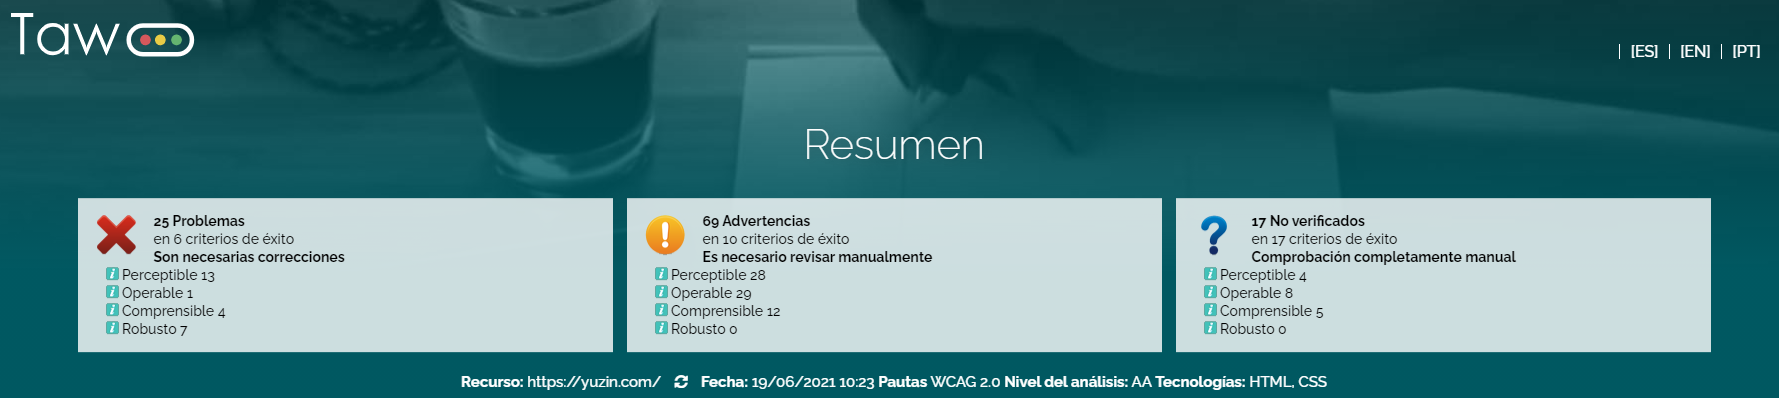 Taw
[ES] | [EN] | [PT]
Resumen
25 Problemas
en 6 criterios de éxito
Son necesarias correcciones
Perceptible 13
Operable 1
Comprensible 4
Robusto 7
69 Advertencias
en 10 criterios de éxito
Es necesario revisar manualmente
Perceptible 28
Operable 29
Comprensible 12
Robusto 0
17 No verificados
en 17 criterios de éxito
Comprobación completamente manual
Perceptible 4
Operable 8
Comprensible 5
Robusto 0
Recurso: https://yuzin.com/ Fecha: 19/06/2021 10:23 Pautas WCAG 2.0 Nivel del análisis: AA Tecnologías: HTML, CSS